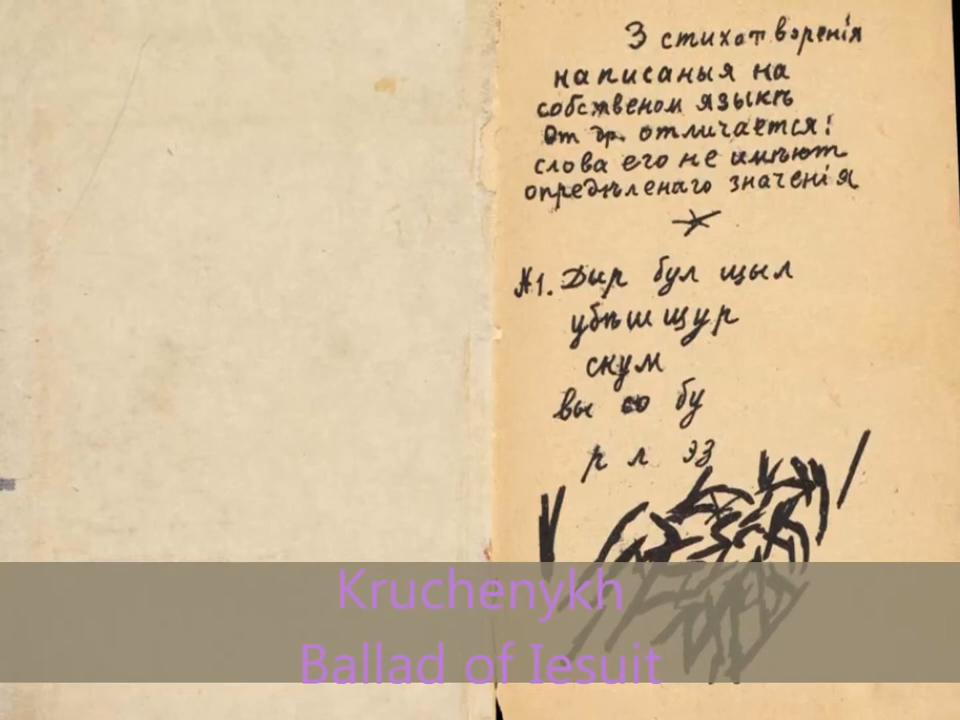 3 стихотворенія
написаныя на
собственом языкѣ
от др. отличается:
слова его не имѣют
опредѣленаго значенія
№1. Дыр бул щыл
убѣшщур
скум
вы со бу
р л эз
Kruchenykh
Ballad of Iesuit